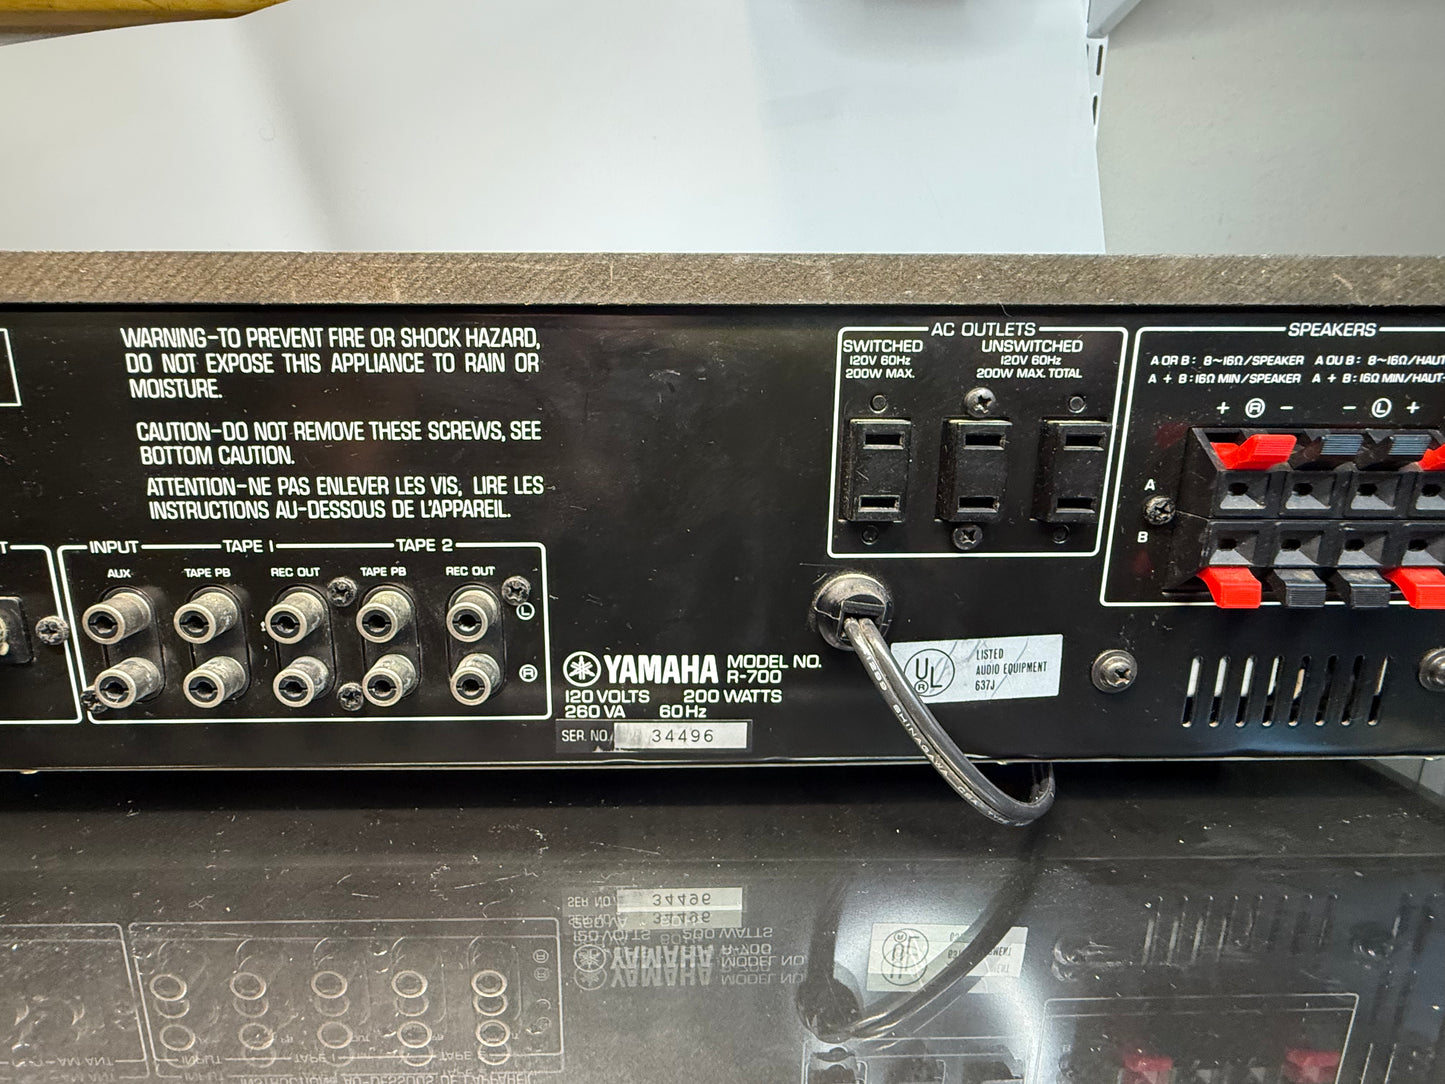 WARNING-TO PREVENT FIRE OR SHOCK HAZARD,
DO NOT EXPOSE THIS APPLIANCE TO RAIN OR
MOISTURE.
CAUTION-DO NOT REMOVE THESE SCREWS, SEE
BOTTOM CAUTION.
ATTENTION-NE PAS ENLEVER LES VIS, LIRE LES
INSTRUCTIONS AU-DESSOUS DE L'APPAREIL.
T
INPUT TAPE 1 TAPE 2
AUX TAPE PB REC OUT TAPE PB REC OUT
L
R
YAMAHA MODEL NO.
R-700
120 VOLTS 200 WATTS
260 VA 60Hz
SER. NO. 34496
AC OUTLETS
SWITCHED UNSWITCHED
120V 60Hz 120V 60Hz
200W MAX. 200W MAX. TOTAL
UL
R
LISTED
AUDIO EQUIPMENT
637J
SHINAGAWA
SPEAKERS
A OR B : 8~16Ω/SPEAKER A OU B : 8~16Ω/HAUT
A + B : 16Ω MIN/SPEAKER A + B : 16Ω MIN/HAUT-
+ R - - L +
A
B